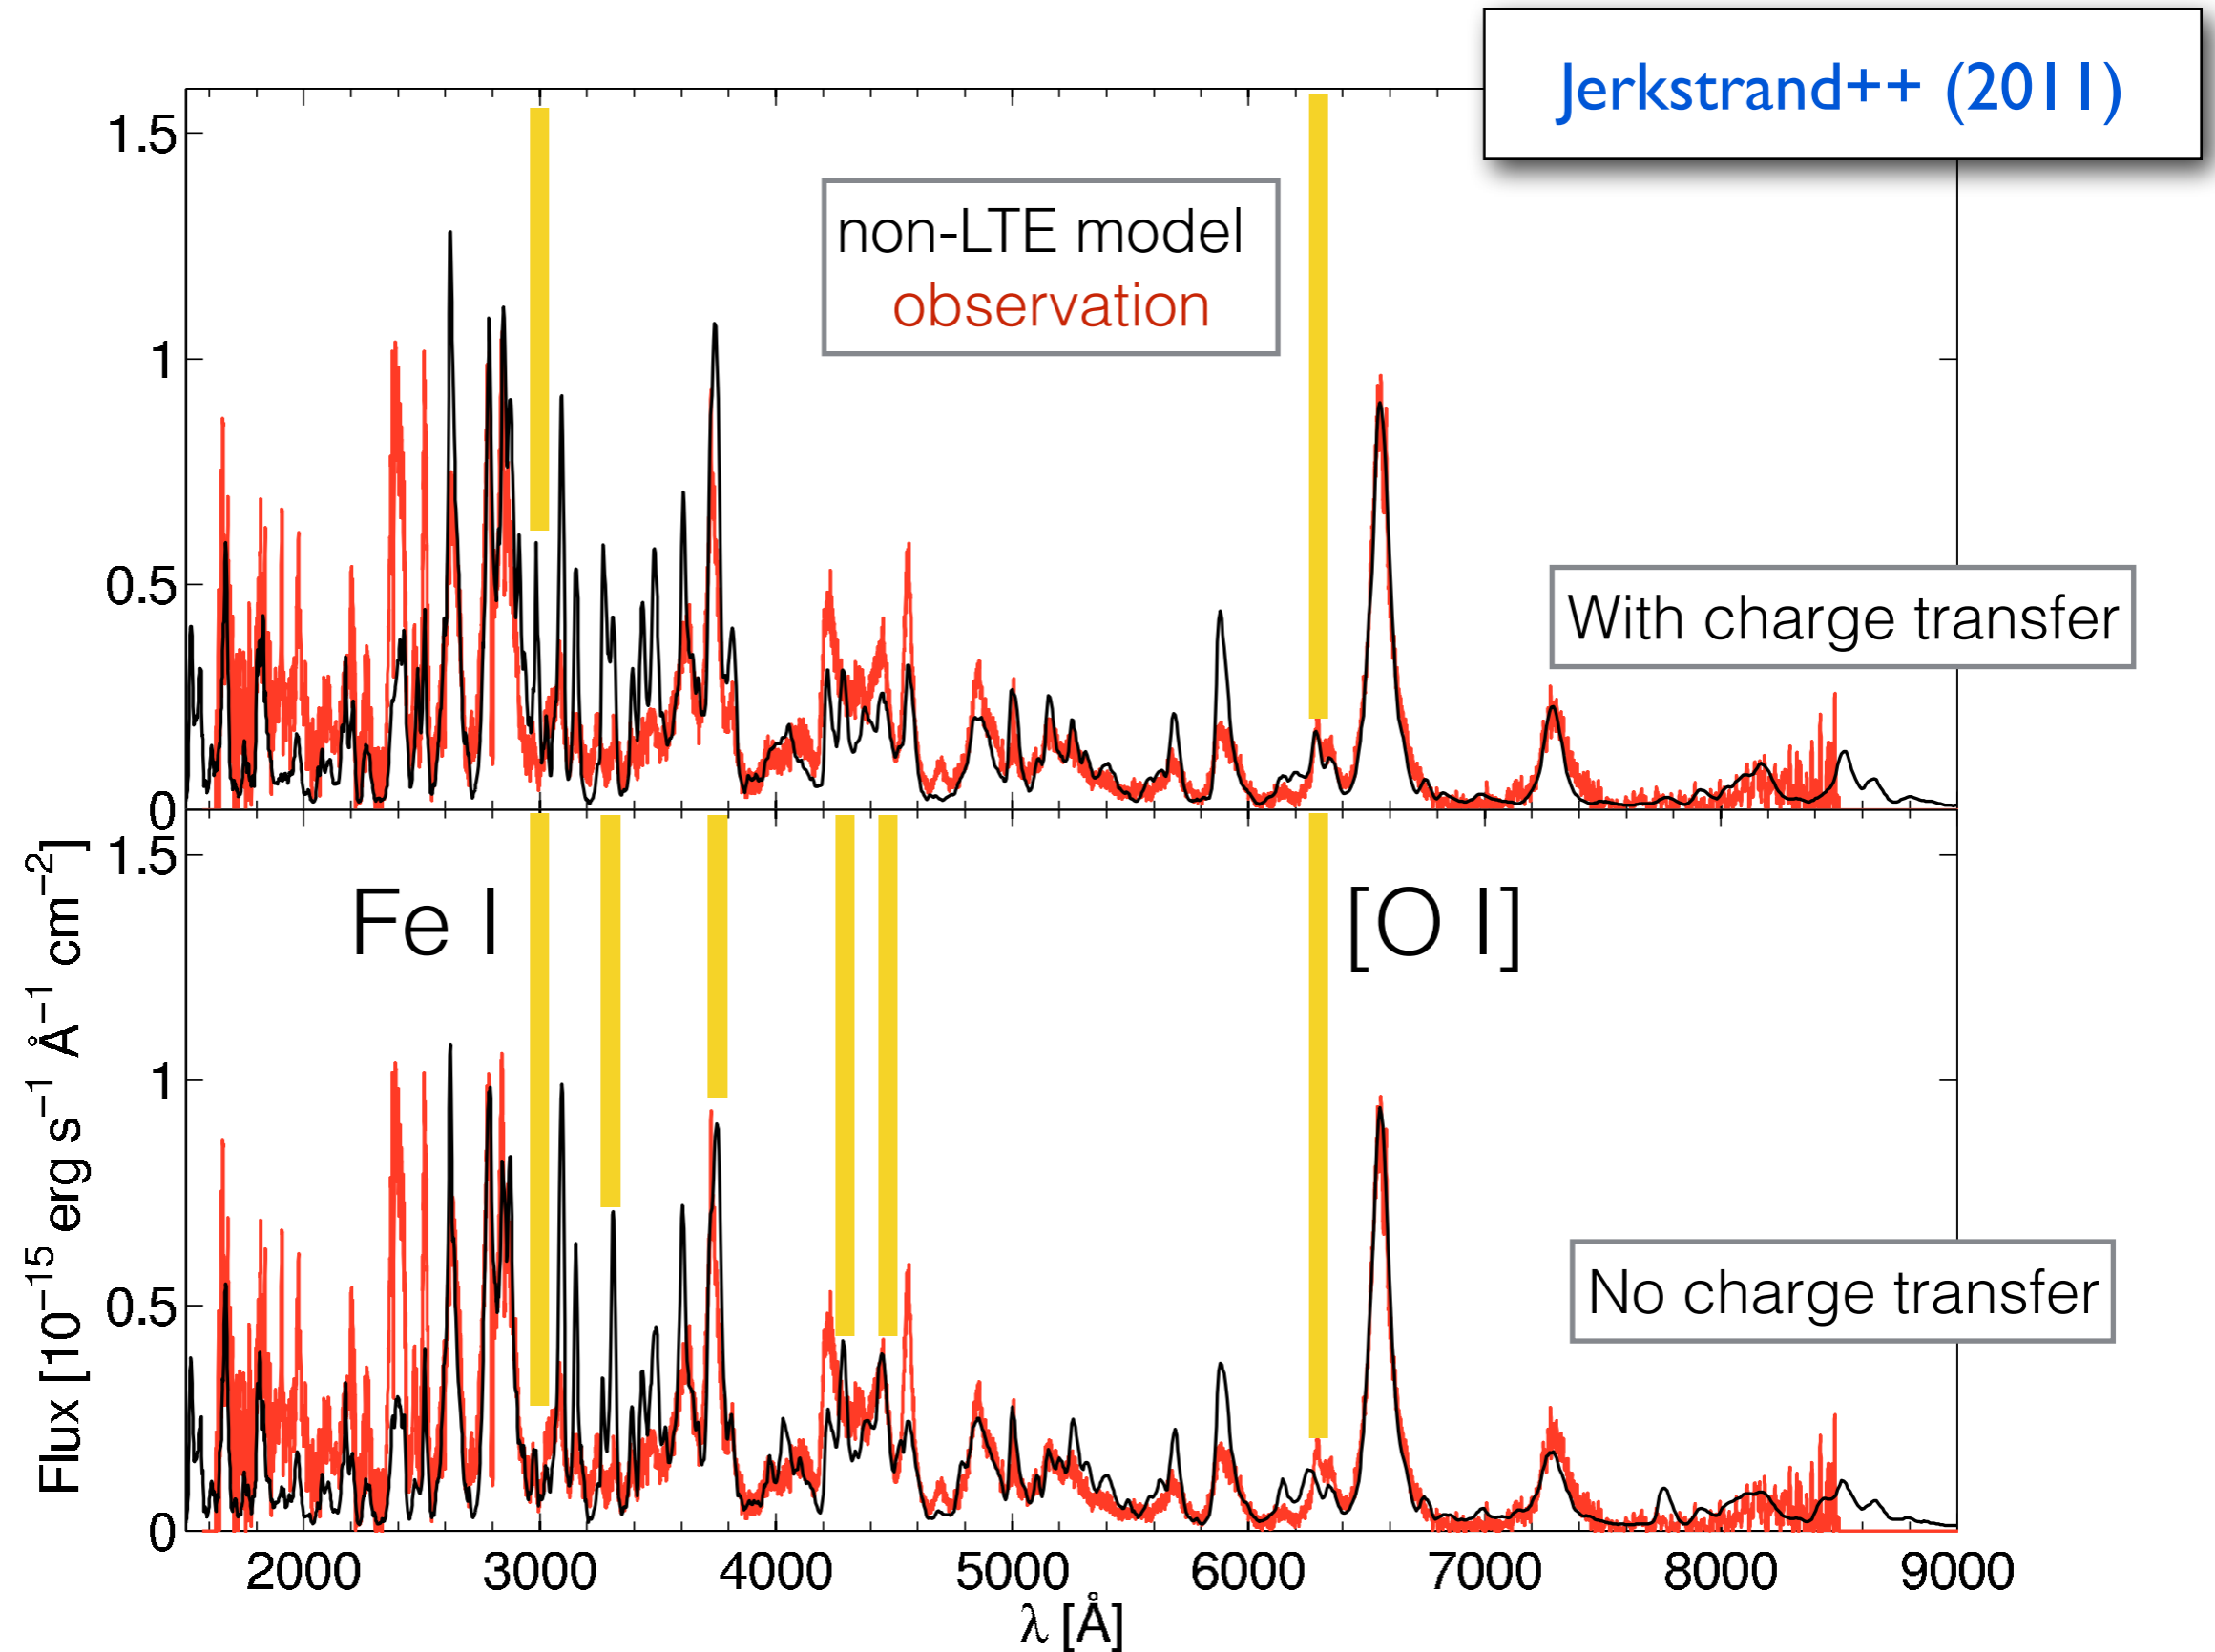 Jerkstrand++ (2011)
non-LTE model
observation
With charge transfer
1.5
1
0.5
0
Fe I
[O I]
No charge transfer
1.5
1
0.5
0
Flux [10⁻¹⁵ erg s⁻¹ Å⁻¹ cm⁻²]
2000 3000 4000 5000 6000 7000 8000 9000
λ [Å]